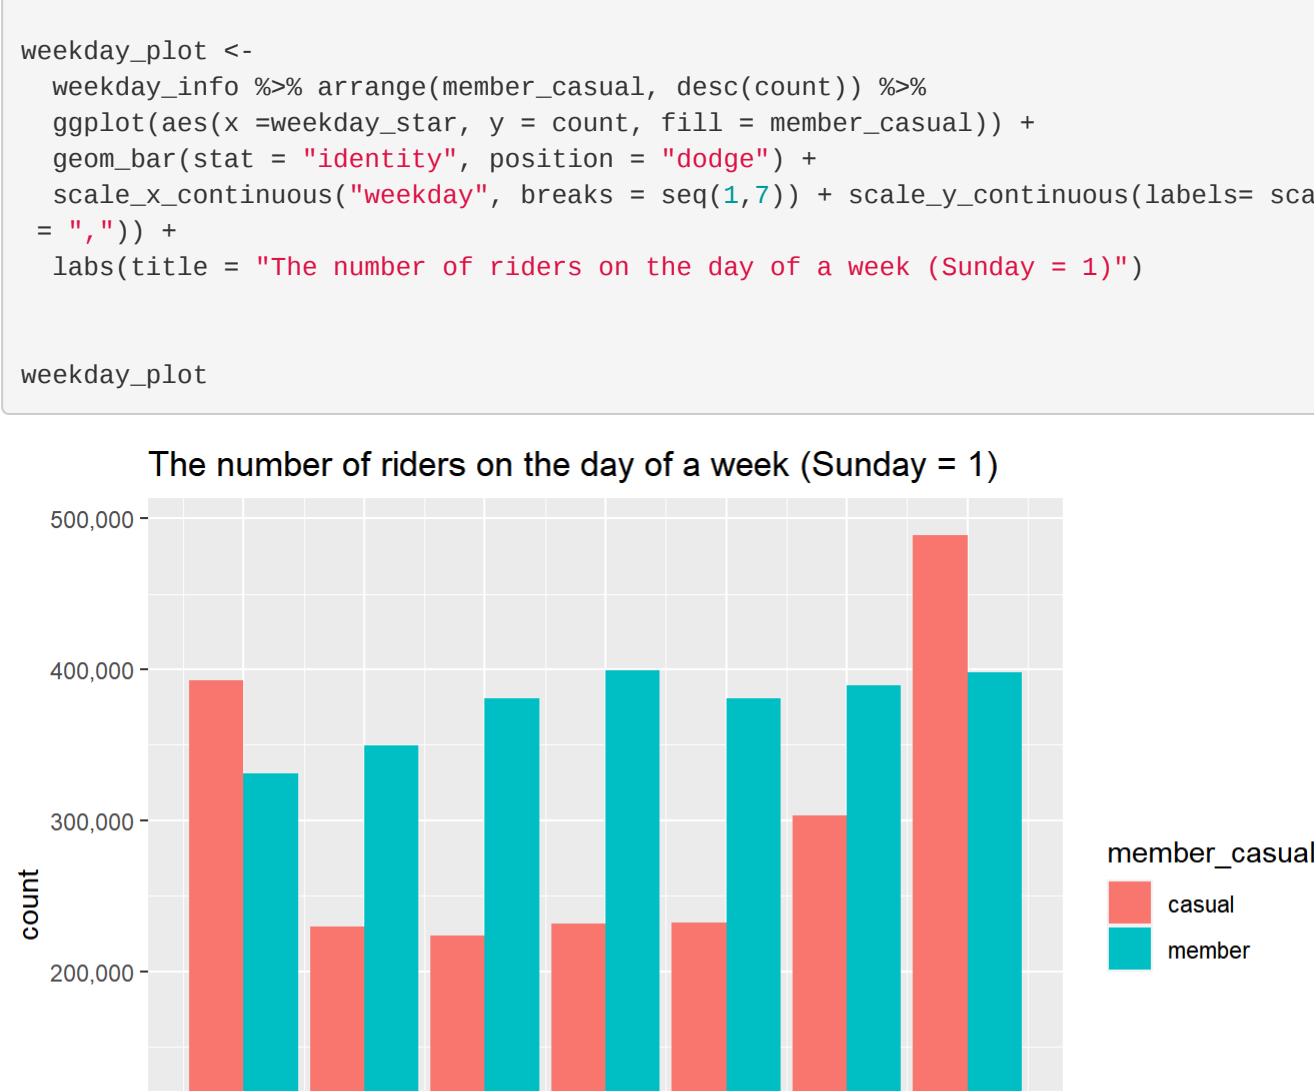 weekday_plot <-
  weekday_info %>% arrange(member_casual, desc(count)) %>%
  ggplot(aes(x =weekday_star, y = count, fill = member_casual)) +
  geom_bar(stat = "identity", position = "dodge") +
  scale_x_continuous("weekday", breaks = seq(1,7)) + scale_y_continuous(labels= sca
 = ",")) +
  labs(title = "The number of riders on the day of a week (Sunday = 1)")
weekday_plot
The number of riders on the day of a week (Sunday = 1)
500,000
400,000
300,000
200,000
count
member_casual
casual
member